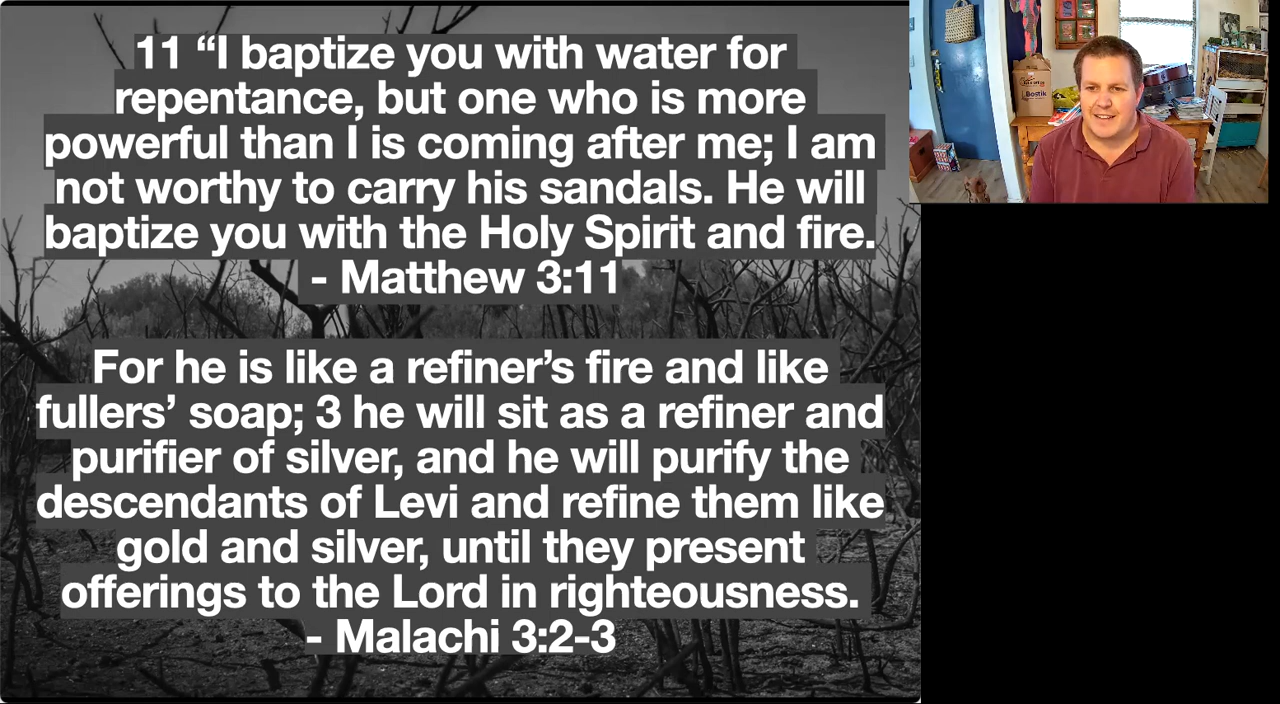 11 “I baptize you with water for
repentance, but one who is more
powerful than I is coming after me; I am
not worthy to carry his sandals. He will
baptize you with the Holy Spirit and fire.
- Matthew 3:11
For he is like a refiner’s fire and like
fullers’ soap; 3 he will sit as a refiner and
purifier of silver, and he will purify the
descendants of Levi and refine them like
gold and silver, until they present
offerings to the Lord in righteousness.
- Malachi 3:2-3
Bostik